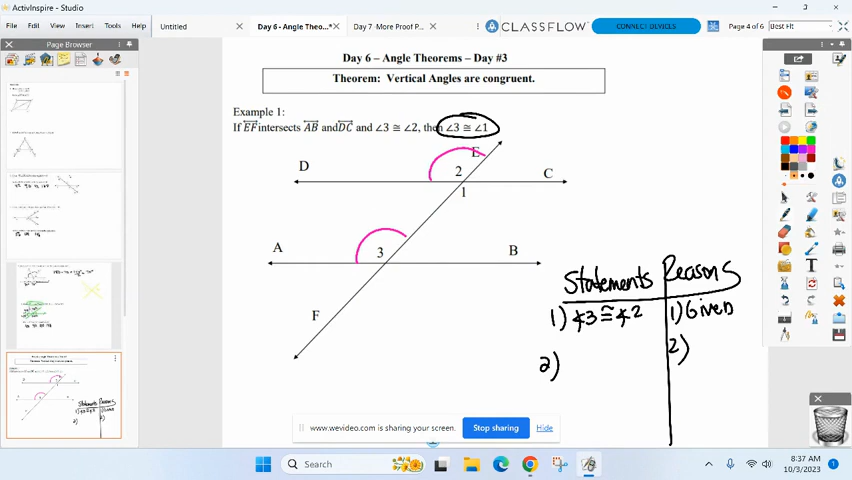 ActivInspire - Studio
File Edit View Insert Tools Help
Untitled
Day 6 - Angle Theo...*
Day 7 -More Proof P...
CLASSFLOW
CONNECT DEVICES
Page 4 of 6
Best Fit
Page Browser
Day 6 – Angle Theorems – Day #3
Theorem: Vertical Angles are congruent.
Example 1:
If EF intersects AB and DC and ∠3 ≅ ∠2, then ∠3 ≅ ∠1
E
D
2
C
1
A
3
B
F
Statements Reasons
1) ∡3 ≅ ∡2 1) Given
2) 2)
www.wevideo.com is sharing your screen.
Stop sharing
Hide
Search
8:37 AM
10/3/2023